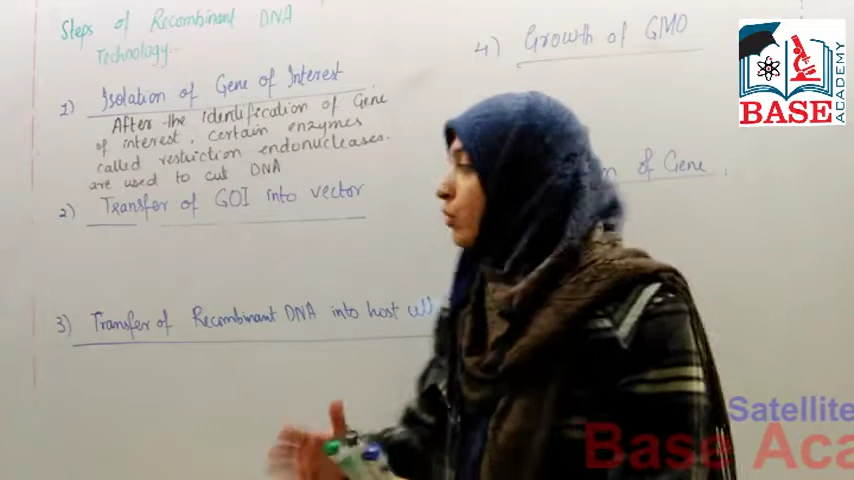 Steps of Recombinant DNA
Technology:-
1) Isolation of Gene of Interest
After the identification of Gene
of interest, certain enzymes
called restriction endonucleases.
are used to cut DNA
2) Transfer of GOI into vector
3) Transfer of Recombinant DNA into host cell
4) Growth of GMO
of Gene
BASE
ACADEMY
Satellite
Base Aca